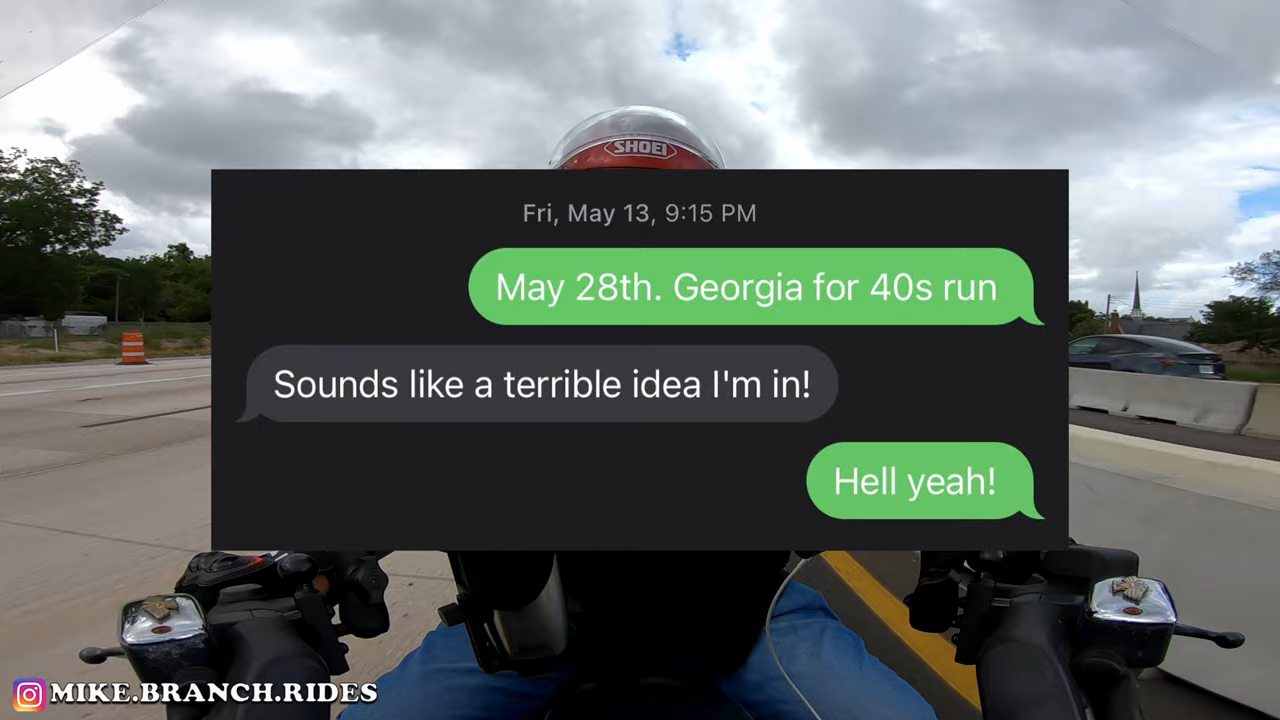 SHOEI
Fri, May 13, 9:15 PM
May 28th. Georgia for 40s run
Sounds like a terrible idea I'm in!
Hell yeah!
MIKE.BRANCH.RIDES